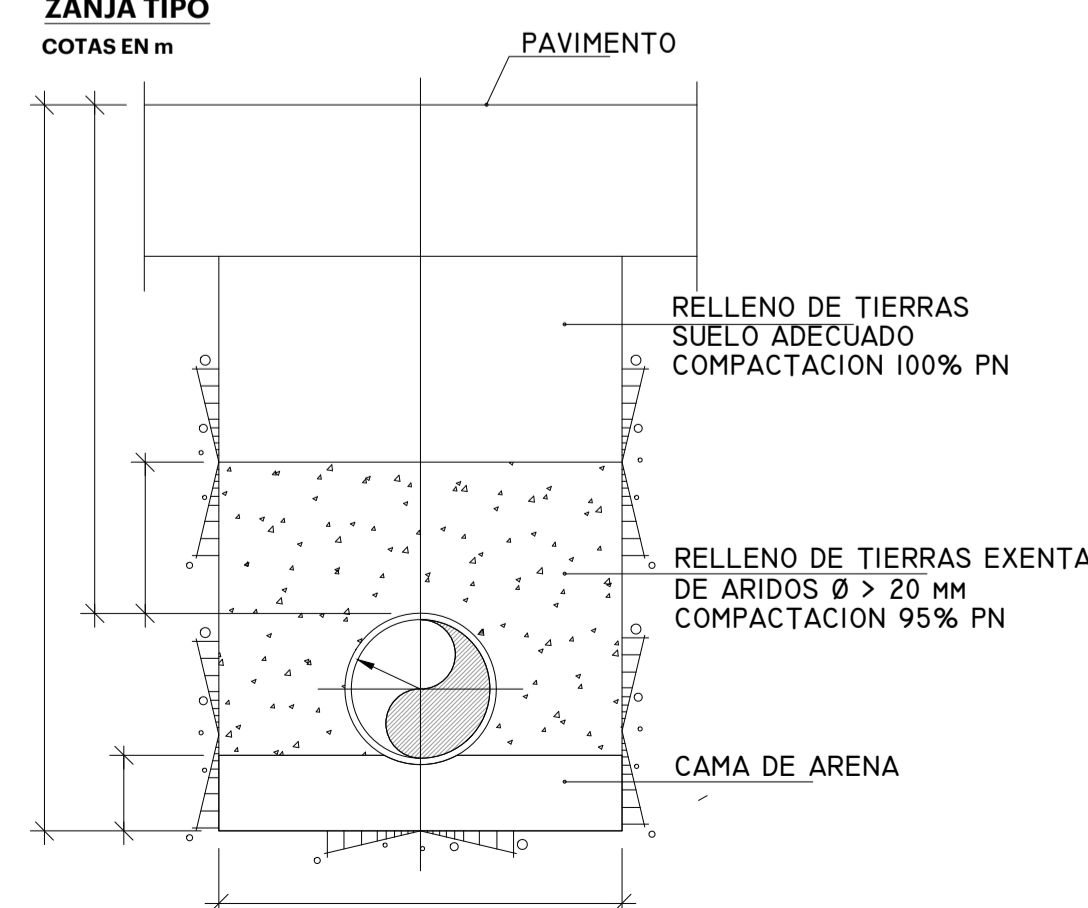 ZANJA TIPO
COTAS EN m
PAVIMENTO
RELLENO DE TIERRAS
SUELO ADECUADO
COMPACTACION 100% PN
RELLENO DE TIERRAS EXENTA
DE ARIDOS Ø > 20 MM
COMPACTACION 95% PN
CAMA DE ARENA